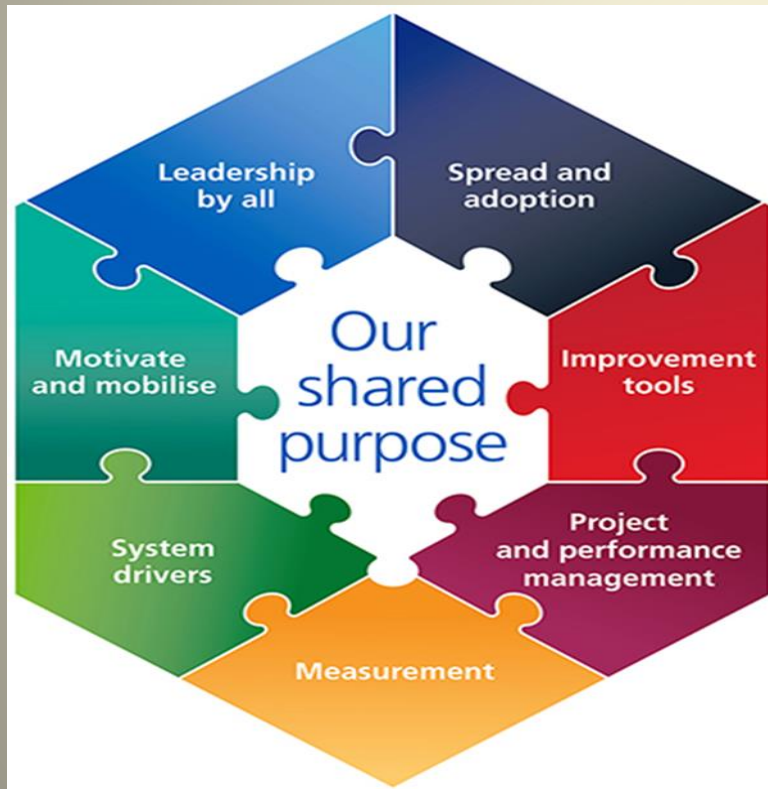 Leadership
by all
Spread and
adoption
Our
shared
purpose
Motivate
and mobilise
Improvement
tools
System
drivers
Project
and performance
management
Measurement